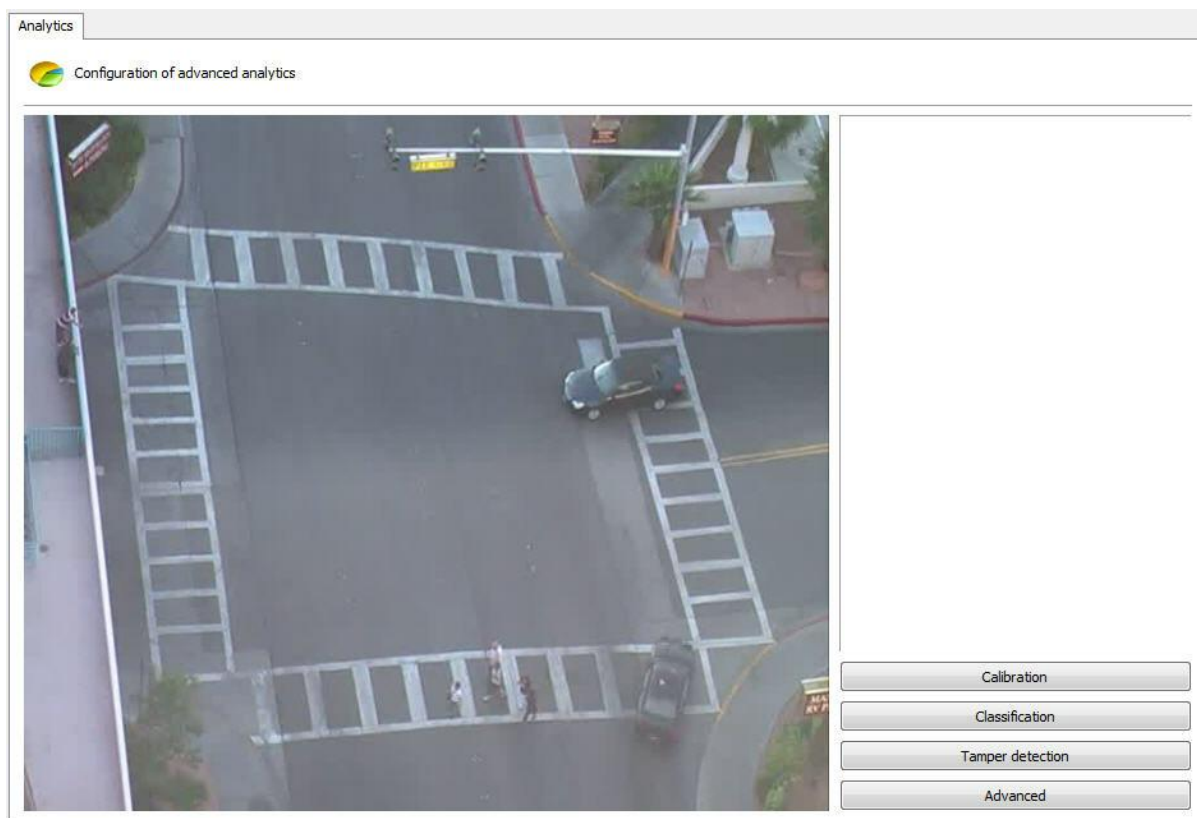 Analytics
Configuration of advanced analytics
Calibration
Classification
Tamper detection
Advanced